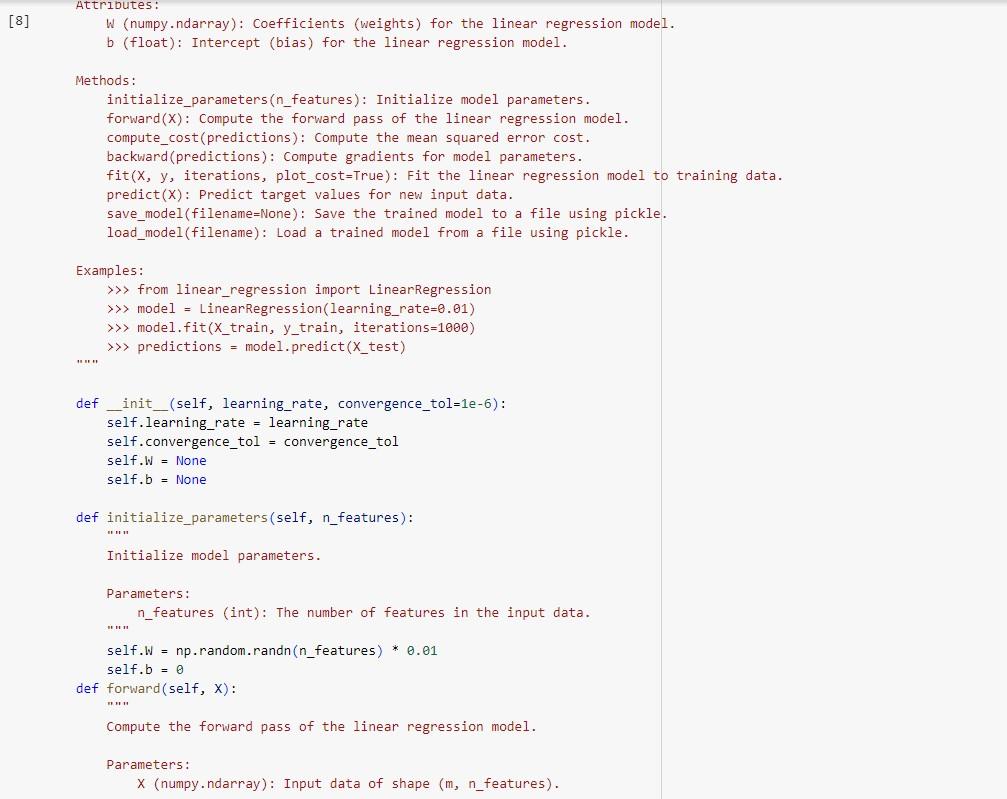 Attributes:
[8]
W (numpy.ndarray): Coefficients (weights) for the linear regression model.
b (float): Intercept (bias) for the linear regression model.
Methods:
initialize_parameters(n_features): Initialize model parameters.
forward(X): Compute the forward pass of the linear regression model.
compute_cost(predictions): Compute the mean squared error cost.
backward(predictions): Compute gradients for model parameters.
fit(X, y, iterations, plot_cost=True): Fit the linear regression model to training data.
predict(X): Predict target values for new input data.
save_model(filename=None): Save the trained model to a file using pickle.
load_model(filename): Load a trained model from a file using pickle.
Examples:
>>> from linear_regression import LinearRegression
>>> model = LinearRegression(learning_rate=0.01)
>>> model.fit(X_train, y_train, iterations=1000)
>>> predictions = model.predict(X_test)
"""
def __init__(self, learning_rate, convergence_tol=1e-6):
self.learning_rate = learning_rate
self.convergence_tol = convergence_tol
self.W = None
self.b = None
def initialize_parameters(self, n_features):
"""
Initialize model parameters.
Parameters:
n_features (int): The number of features in the input data.
"""
self.W = np.random.randn(n_features) * 0.01
self.b = 0
def forward(self, X):
"""
Compute the forward pass of the linear regression model.
Parameters:
X (numpy.ndarray): Input data of shape (m, n_features).